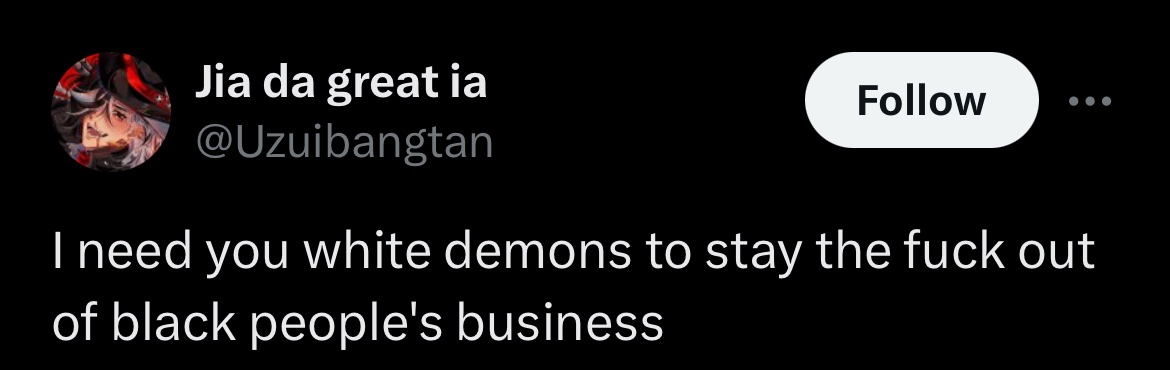 Jia da great ia
@Uzuibangtan
Follow
I need you white demons to stay the fuck out
of black people's business